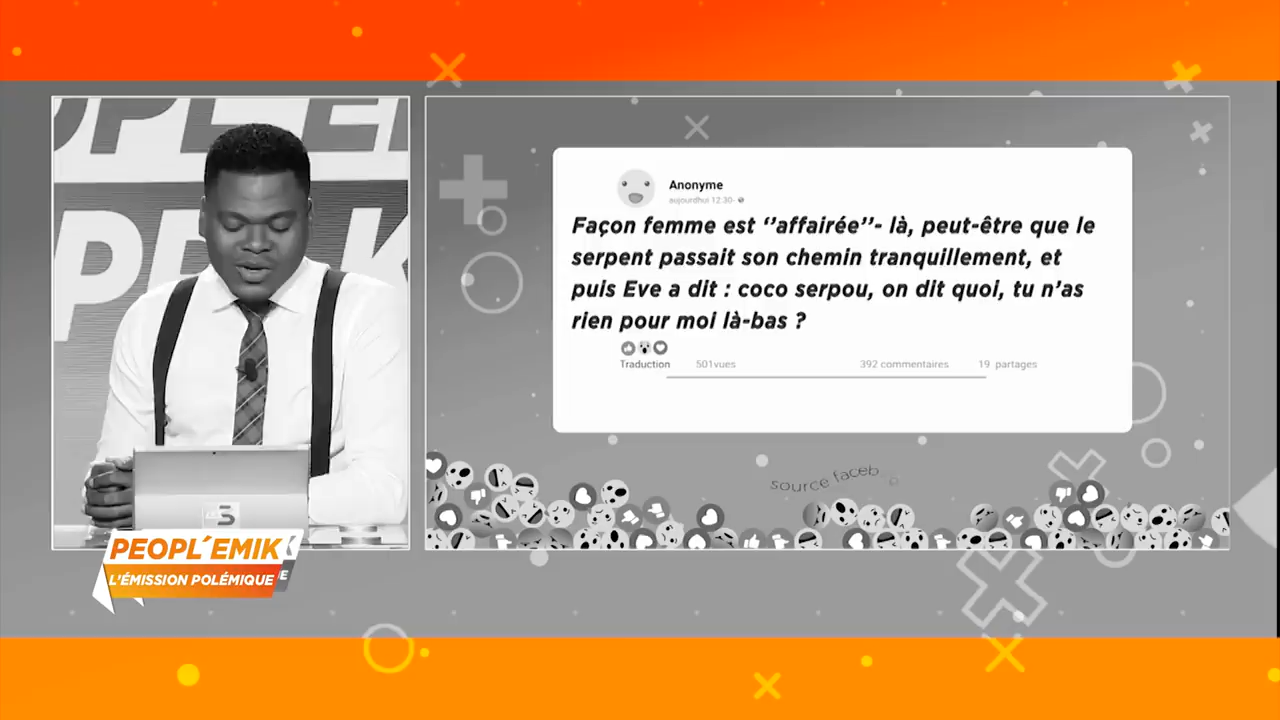 Anonyme
aujourdhui 12:30-
Façon femme est ‘’affairée’’- là, peut-être que le
serpent passait son chemin tranquillement, et
puis Eve a dit : coco serpou, on dit quoi, tu n’as
rien pour moi là-bas ?
Traduction 501vues 392 commentaires 19 partages
source faceb
3
PEOPL´EMIK
L'ÉMISSION POLÉMIQUE